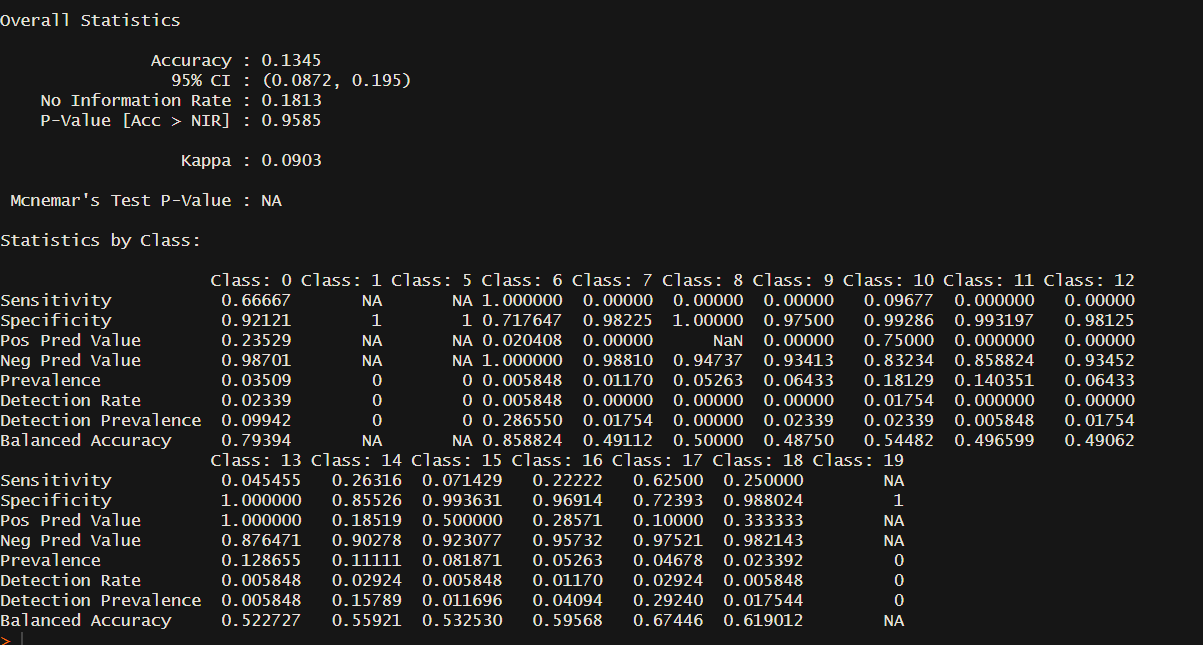 Overall Statistics
Accuracy : 0.1345
95% CI : (0.0872, 0.195)
No Information Rate : 0.1813
P-Value [Acc > NIR] : 0.9585
Kappa : 0.0903
Mcnemar's Test P-Value : NA
Statistics by Class:
Class: 0 Class: 1 Class: 5 Class: 6 Class: 7 Class: 8 Class: 9 Class: 10 Class: 11 Class: 12
Sensitivity 0.66667 NA NA 1.000000 0.00000 0.00000 0.00000 0.09677 0.000000 0.00000
Specificity 0.92121 1 1 0.717647 0.98225 1.00000 0.97500 0.99286 0.993197 0.98125
Pos Pred Value 0.23529 NA NA 0.020408 0.00000 NaN 0.00000 0.75000 0.000000 0.00000
Neg Pred Value 0.98701 NA NA 1.000000 0.98810 0.94737 0.93413 0.83234 0.858824 0.93452
Prevalence 0.03509 0 0 0.005848 0.01170 0.05263 0.06433 0.18129 0.140351 0.06433
Detection Rate 0.02339 0 0 0.005848 0.00000 0.00000 0.00000 0.01754 0.000000 0.00000
Detection Prevalence 0.09942 0 0 0.286550 0.01754 0.00000 0.02339 0.02339 0.005848 0.01754
Balanced Accuracy 0.79394 NA NA 0.858824 0.49112 0.50000 0.48750 0.54482 0.496599 0.49062
Class: 13 Class: 14 Class: 15 Class: 16 Class: 17 Class: 18 Class: 19
Sensitivity 0.045455 0.26316 0.071429 0.22222 0.62500 0.250000 NA
Specificity 1.000000 0.85526 0.993631 0.96914 0.72393 0.988024 1
Pos Pred Value 1.000000 0.18519 0.500000 0.28571 0.10000 0.333333 NA
Neg Pred Value 0.876471 0.90278 0.923077 0.95732 0.97521 0.982143 NA
Prevalence 0.128655 0.11111 0.081871 0.05263 0.04678 0.023392 0
Detection Rate 0.005848 0.02924 0.005848 0.01170 0.02924 0.005848 0
Detection Prevalence 0.005848 0.15789 0.011696 0.04094 0.29240 0.017544 0
Balanced Accuracy 0.522727 0.55921 0.532530 0.59568 0.67446 0.619012 NA
>